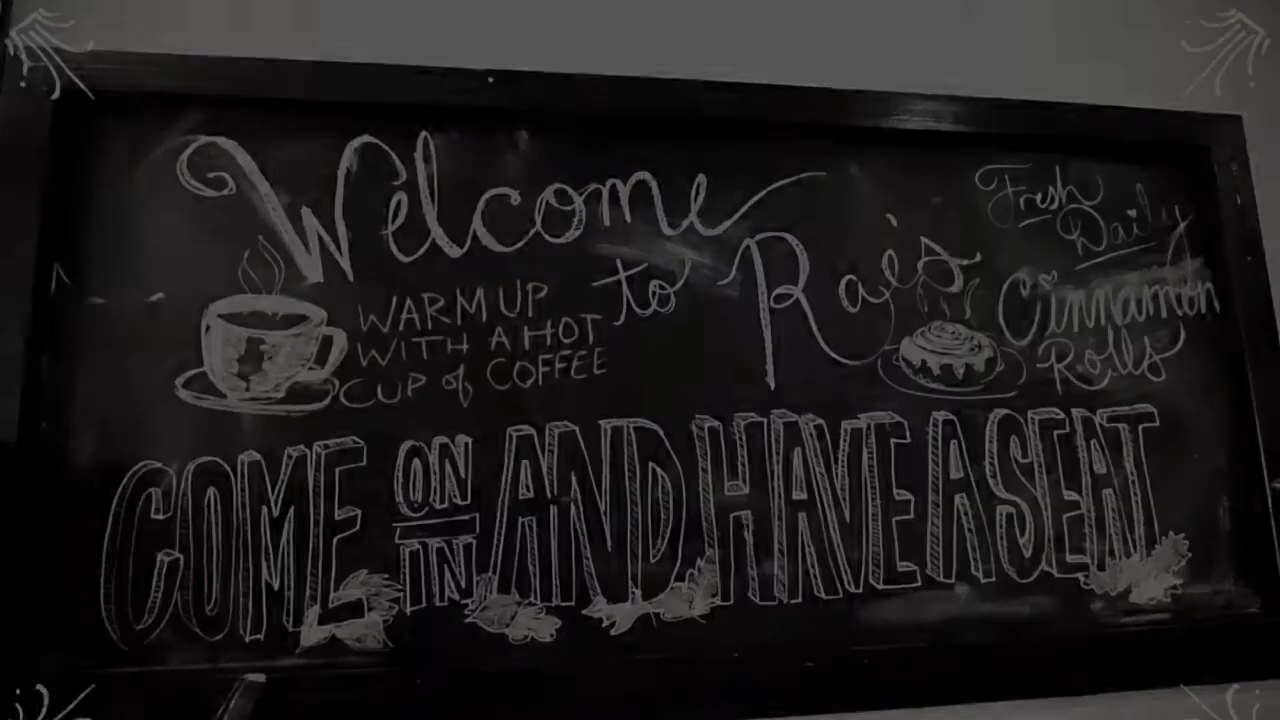 Welcome
to Rae's
WARM UP
WITH A HOT
CUP of COFFEE
Fresh
Daily
Cinnamon
Rolls
COME ON IN AND HAVE A SEAT